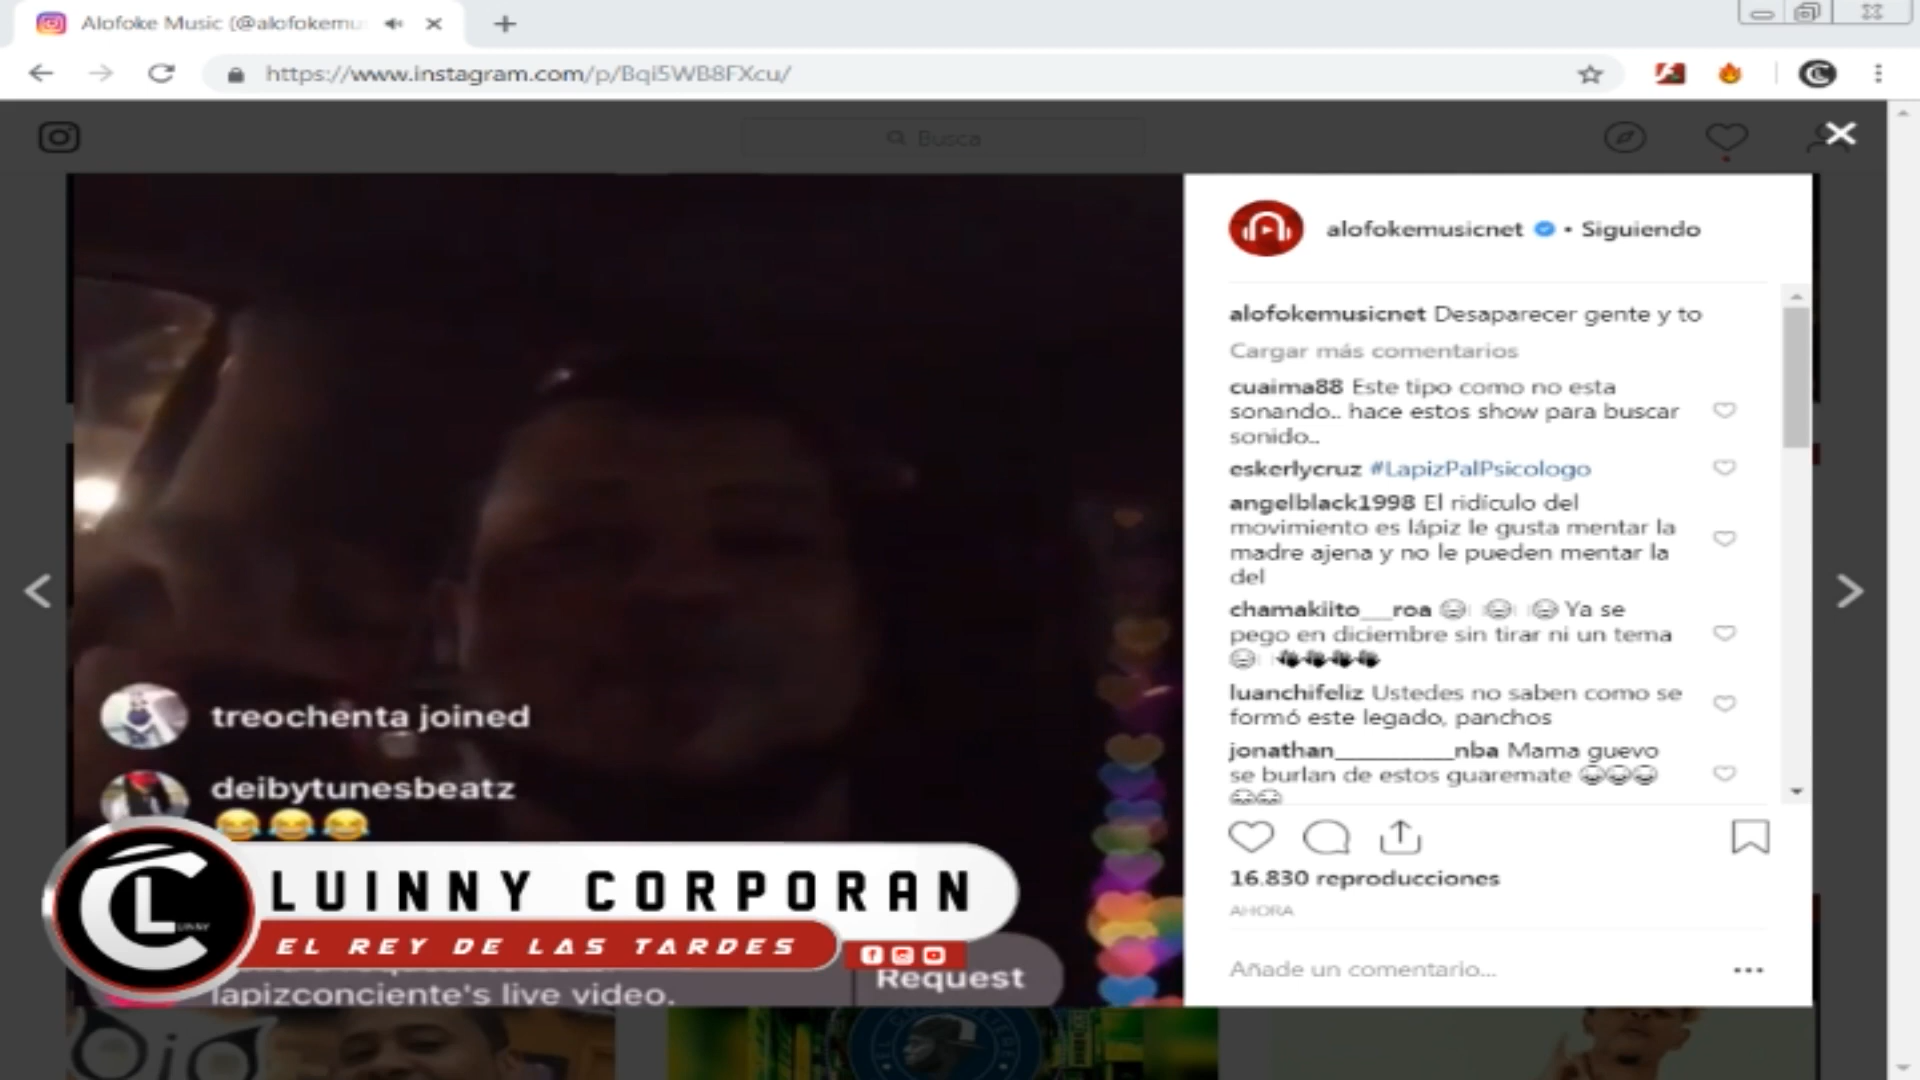 Alofoke Music (@alofokemu
https://www.instagram.com/p/Bqi5WB8FXcu/
Busca
alofokemusicnet • Siguiendo
alofokemusicnet Desaparecer gente y to
Cargar más comentarios
cuaima88 Este tipo como no esta
sonando.. hace estos show para buscar
sonido..
eskerlycruz #LapizPalPsicologo
angelblack1998 El ridículo del
movimiento es lápiz le gusta mentar la
madre ajena y no le pueden mentar la
del
chamakiito__roa 😂 😂 😂 Ya se
pego en diciembre sin tirar ni un tema
luanchifeliz Ustedes no saben como se
formó este legado, panchos
jonathan__________nba Mama guevo
se burlan de estos guaremate 😂😂😂
😂😂
16.830 reproducciones
AHORA
Añade un comentario...
treochenta joined
deibytunesbeatz
😂😂😂
LUINNY CORPORAN
EL REY DE LAS TARDES
Request
lapizconciente's live video.